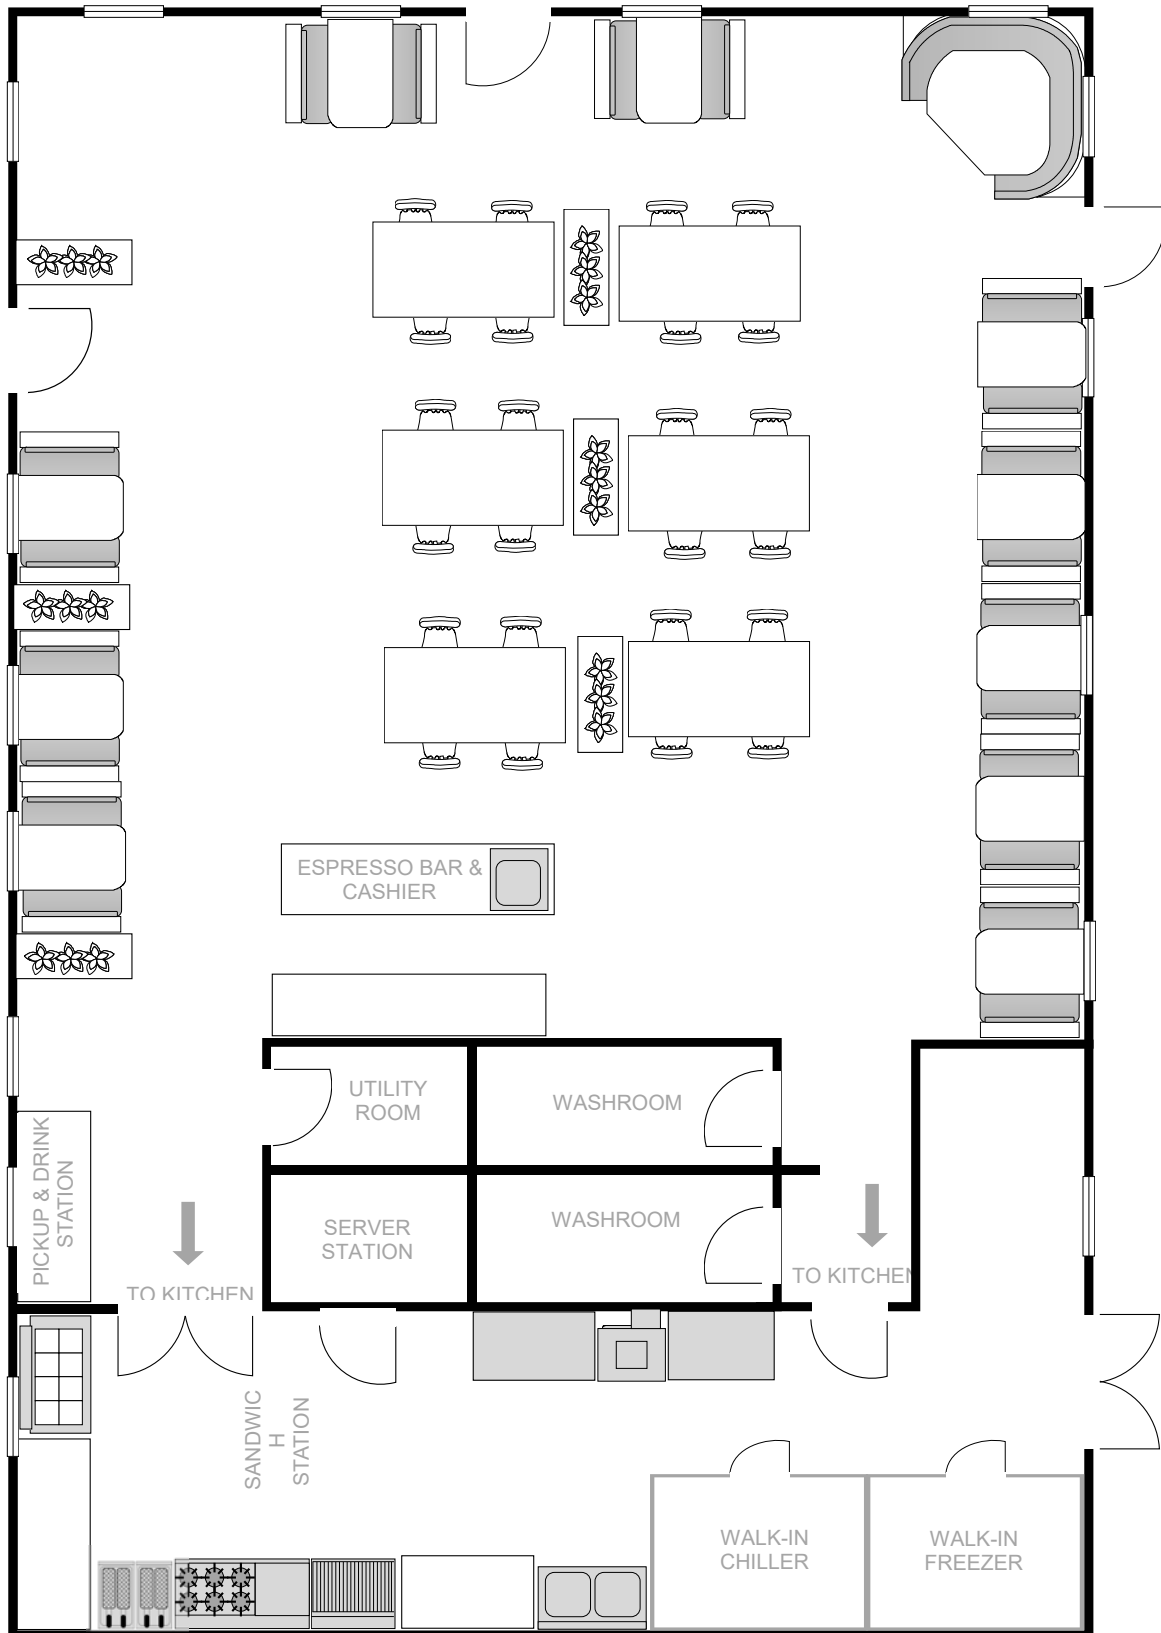 ESPRESSO BAR &
CASHIER
UTILITY
ROOM
WASHROOM
PICKUP & DRINK
STATION
SERVER
STATION
WASHROOM
TO KITCHEN
TO KITCHEN
SANDWIC
H
STATION
WALK-IN
CHILLER
WALK-IN
FREEZER